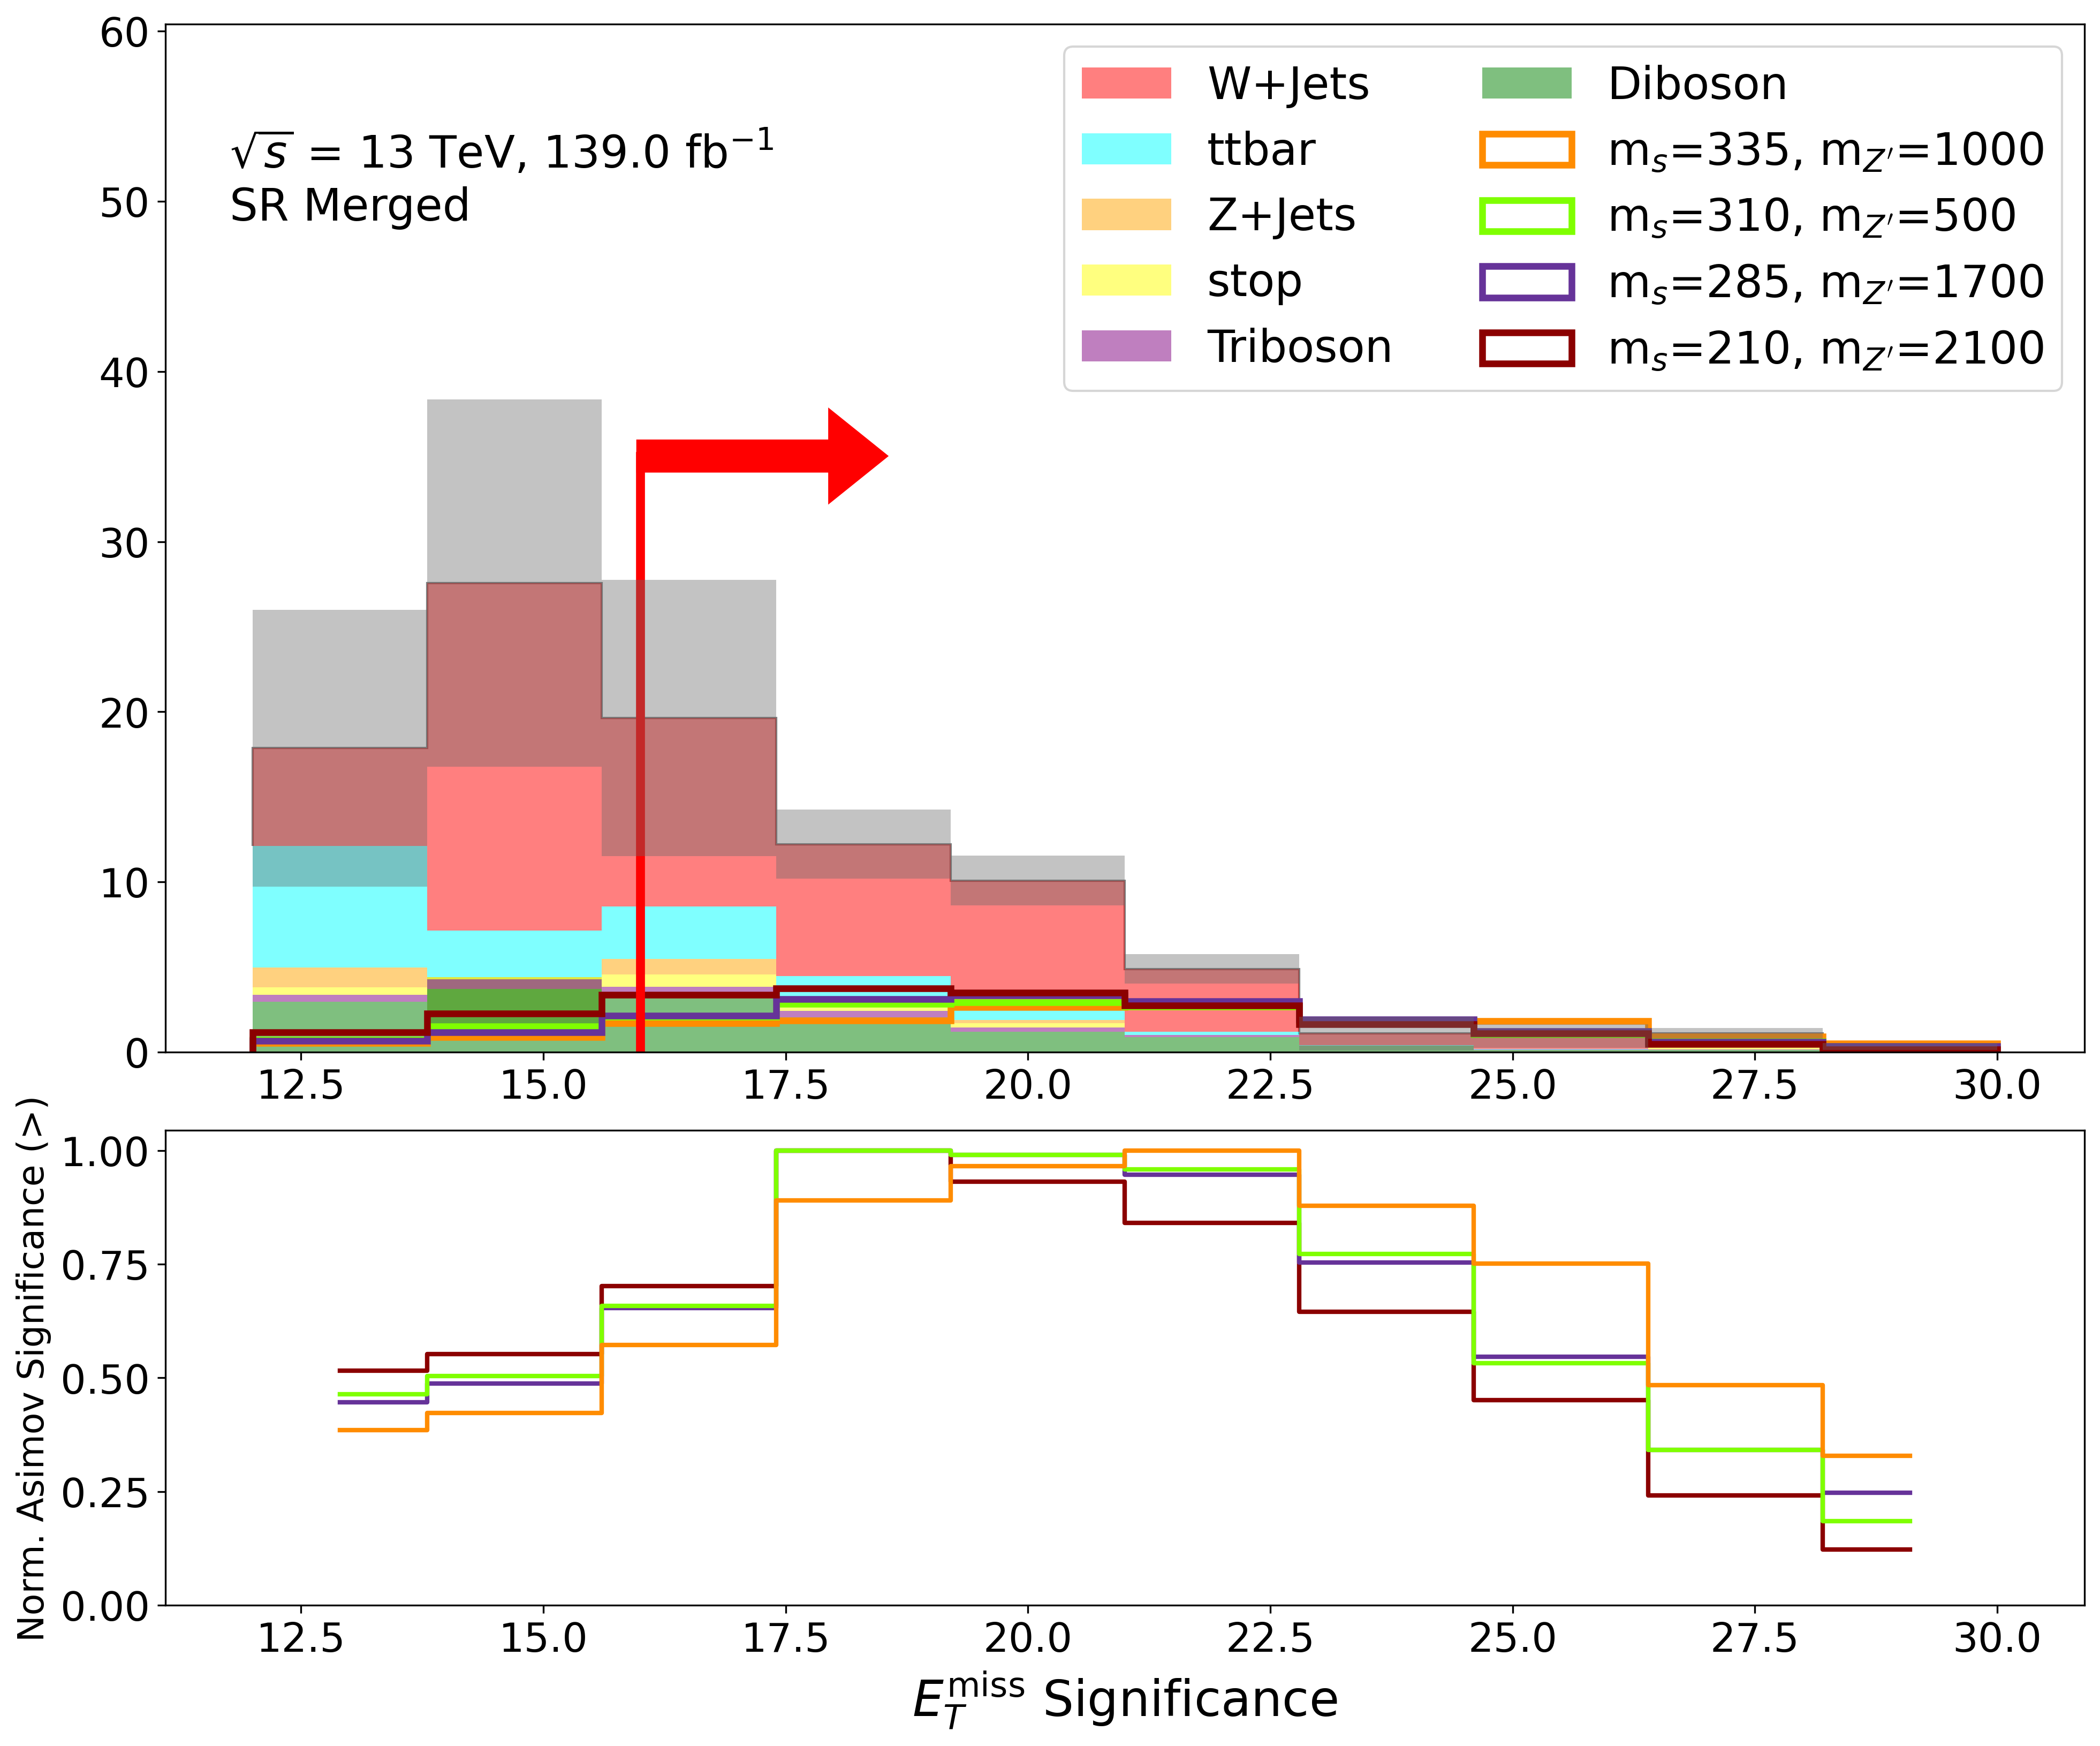 60
50
40
30
20
10
0
√s = 13 TeV, 139.0 fb⁻¹
SR Merged
W+Jets
ttbar
Z+Jets
stop
Triboson
Diboson
mₛ=335, m_Z′=1000
mₛ=310, m_Z′=500
mₛ=285, m_Z′=1700
mₛ=210, m_Z′=2100
12.5 15.0 17.5 20.0 22.5 25.0 27.5 30.0
Norm. Asimov Significance (>)
1.00
0.75
0.50
0.25
0.00
12.5 15.0 17.5 20.0 22.5 25.0 27.5 30.0
E_T^miss Significance